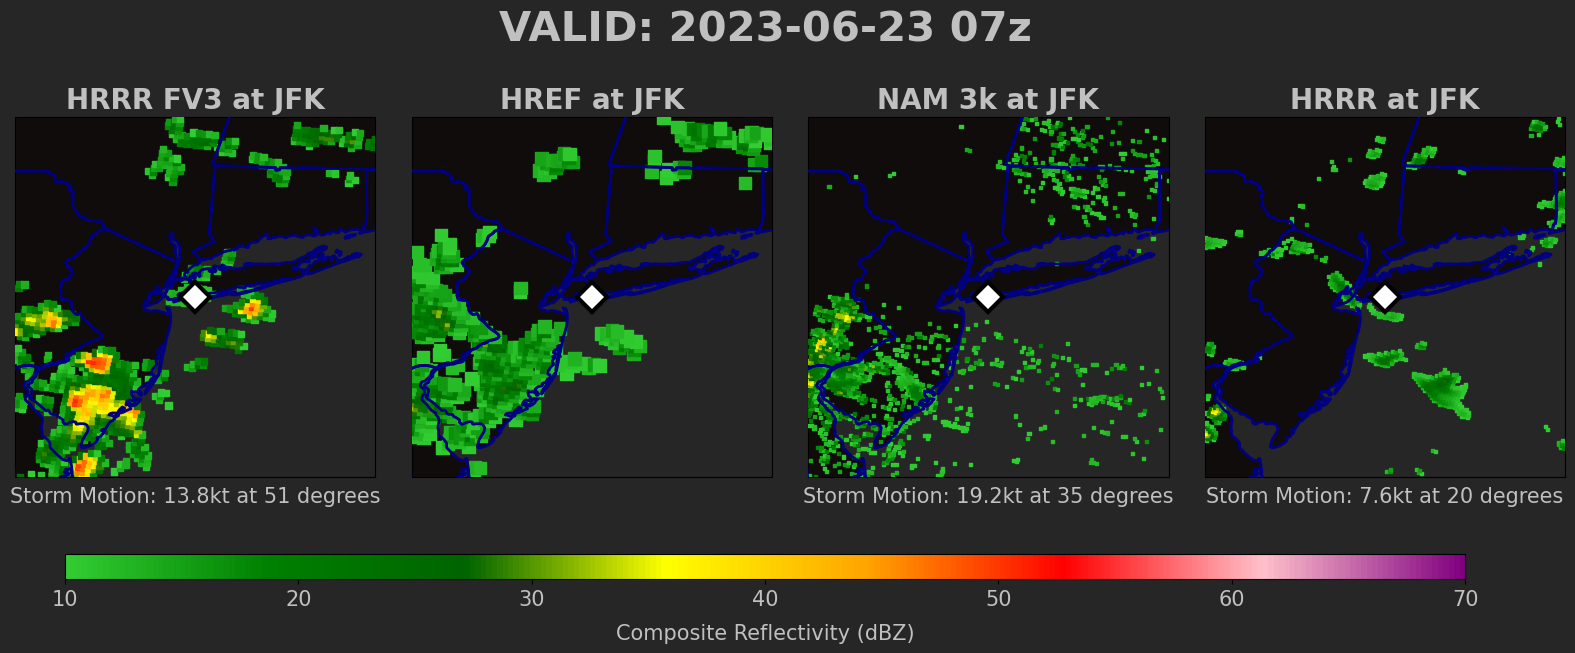 VALID: 2023-06-23 07z
HRRR FV3 at JFK
HREF at JFK
NAM 3k at JFK
HRRR at JFK
Storm Motion: 13.8kt at 51 degrees
Storm Motion: 19.2kt at 35 degrees
Storm Motion: 7.6kt at 20 degrees
10 20 30 40 50 60 70
Composite Reflectivity (dBZ)